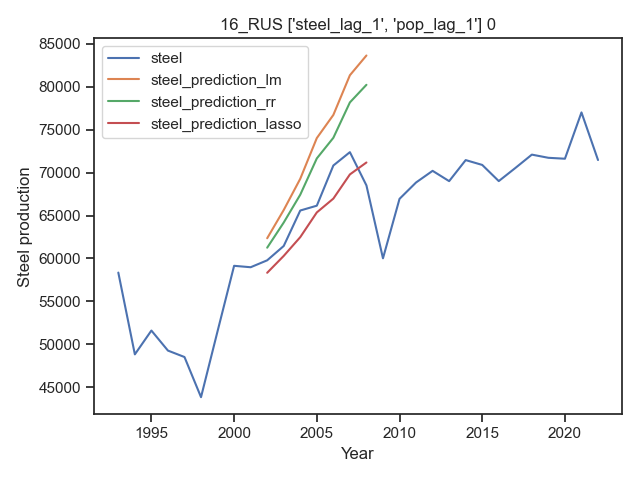 16_RUS ['steel_lag_1', 'pop_lag_1'] 0
85000
80000
75000
70000
65000
60000
55000
50000
45000
steel
steel_prediction_lm
steel_prediction_rr
steel_prediction_lasso
Steel production
1995
2000
2005
2010
2015
2020
Year